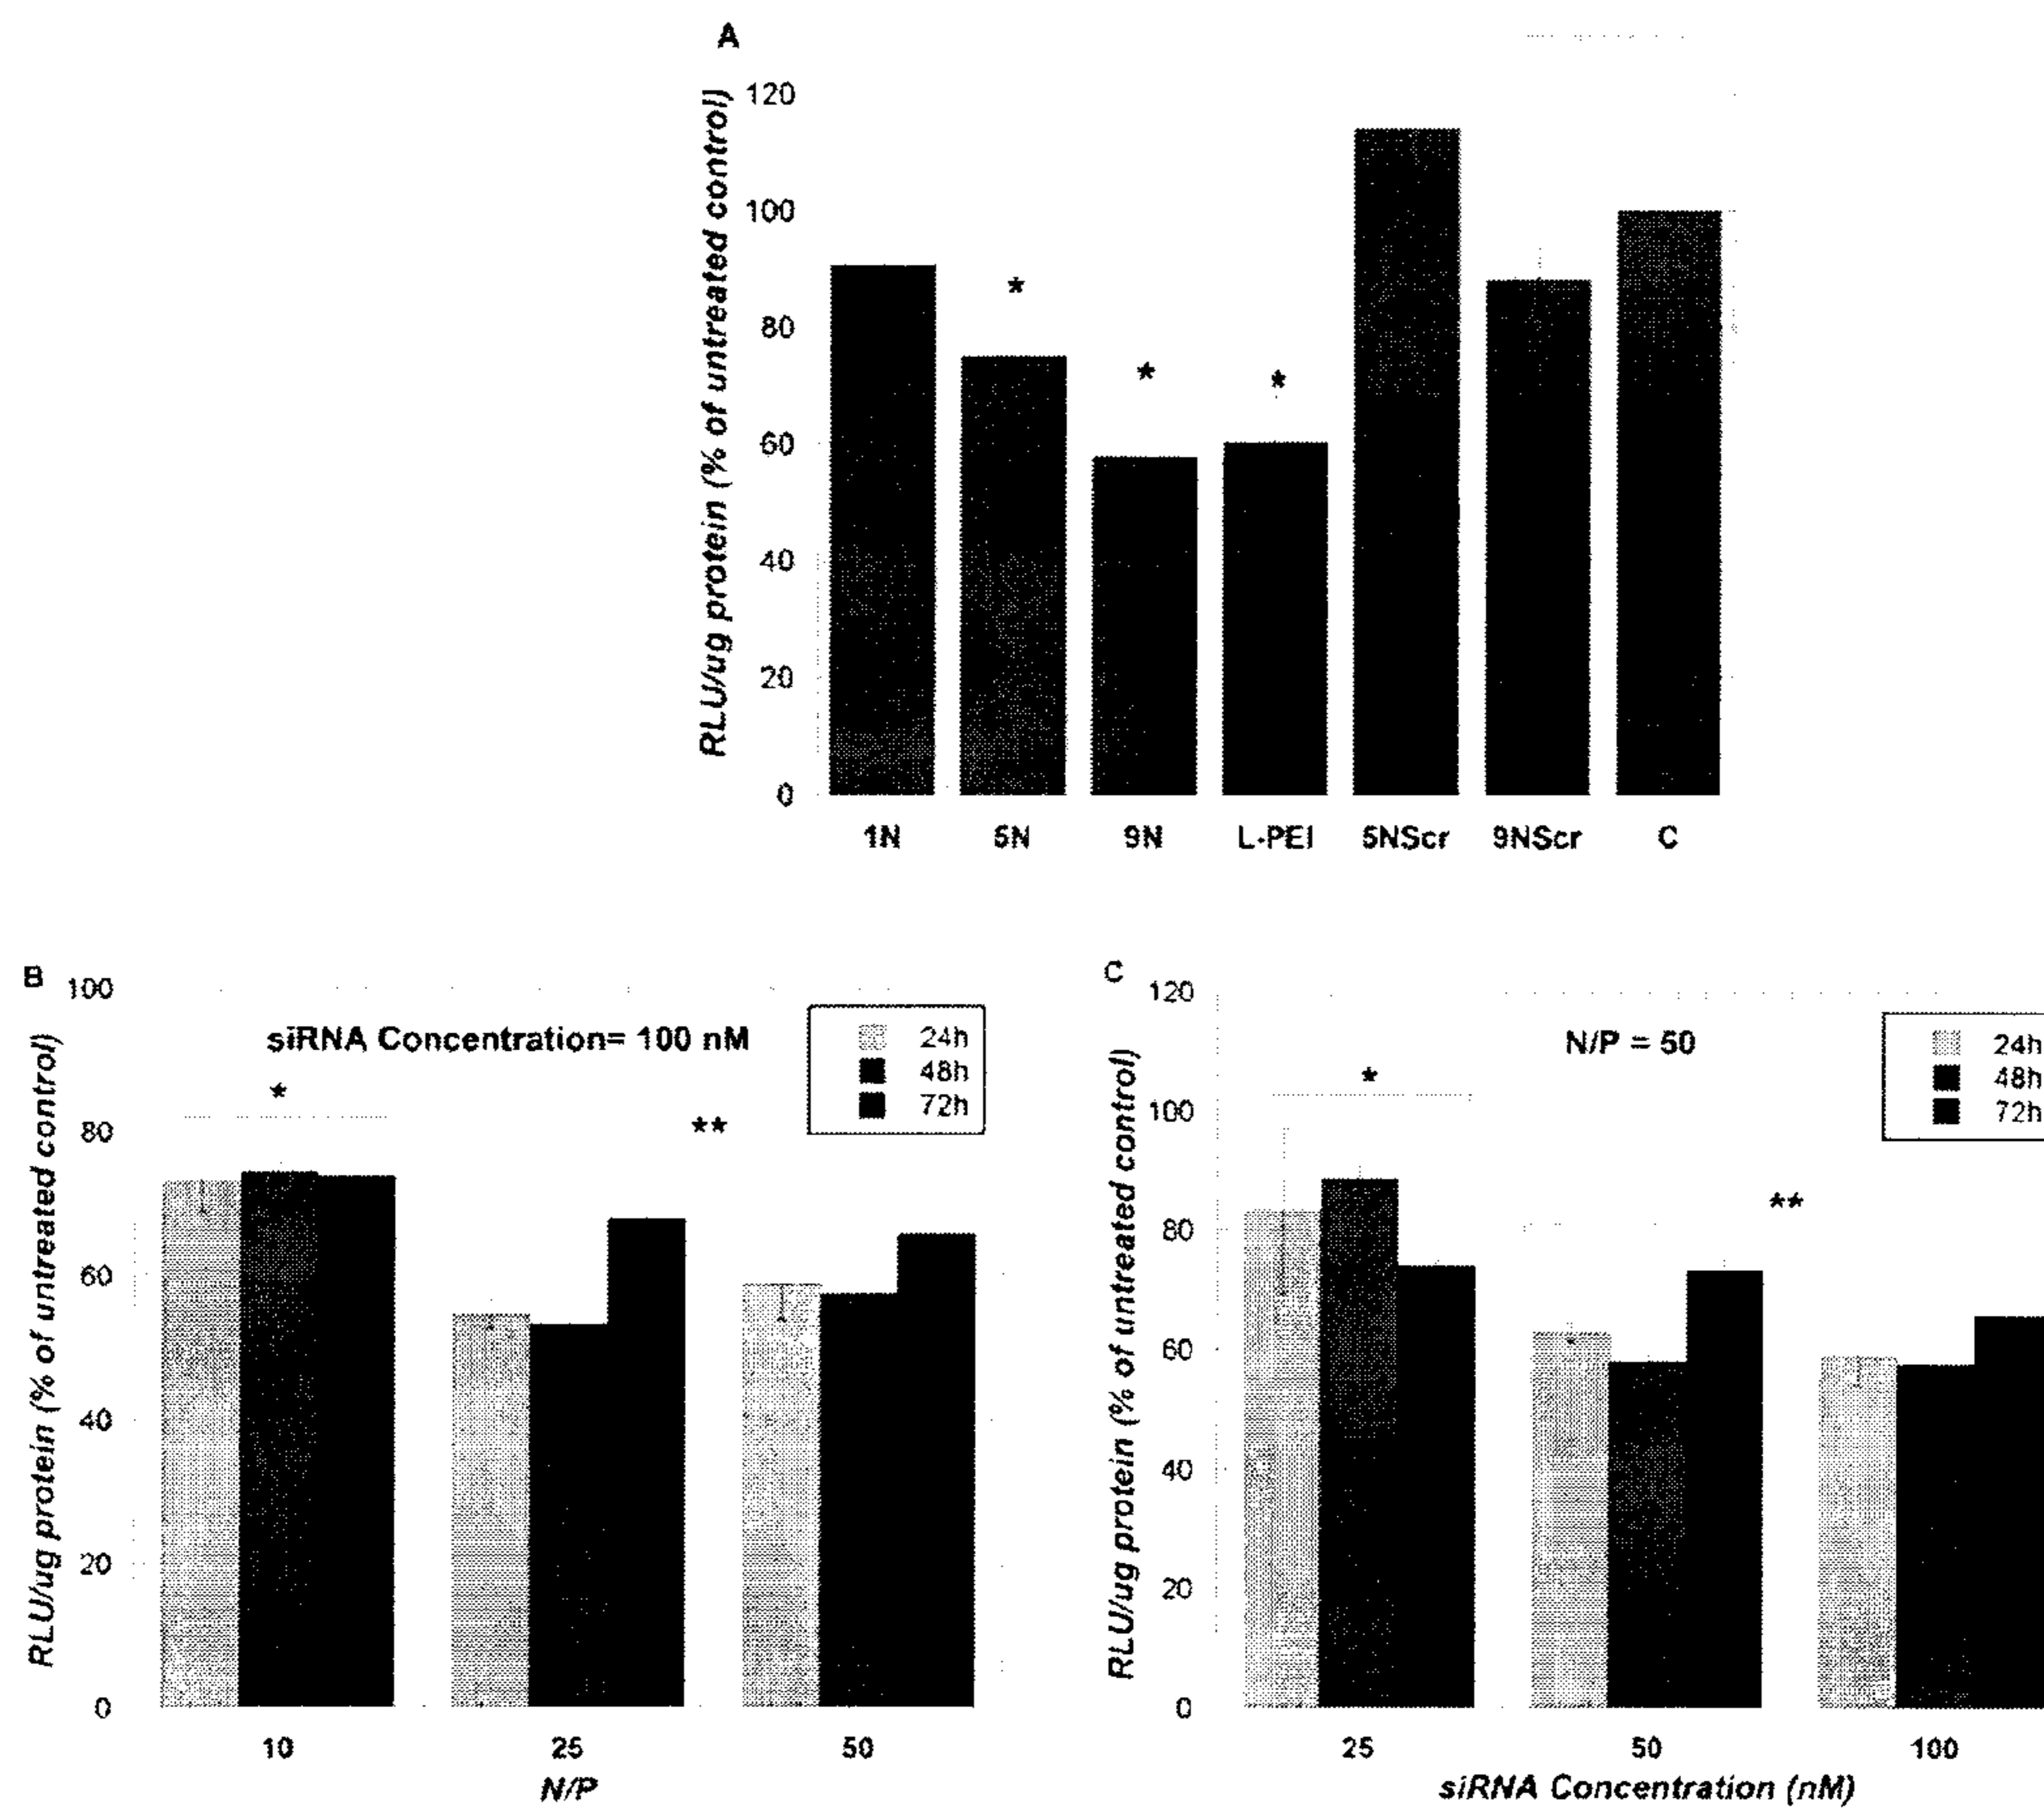 A
RLU/ug protein (% of untreated control)
120
100
80
60
40
20
0
*
*
*
1N
5N
9N
L-PEI
5NScr
9NScr
C
B
RLU/ug protein (% of untreated control)
100
80
60
40
20
0
siRNA Concentration= 100 nM
24h
48h
72h
*
**
10
25
50
N/P
C
RLU/ug protein (% of untreated control)
120
100
80
60
40
20
0
N/P = 50
24h
48h
72h
*
**
25
50
100
siRNA Concentration (nM)